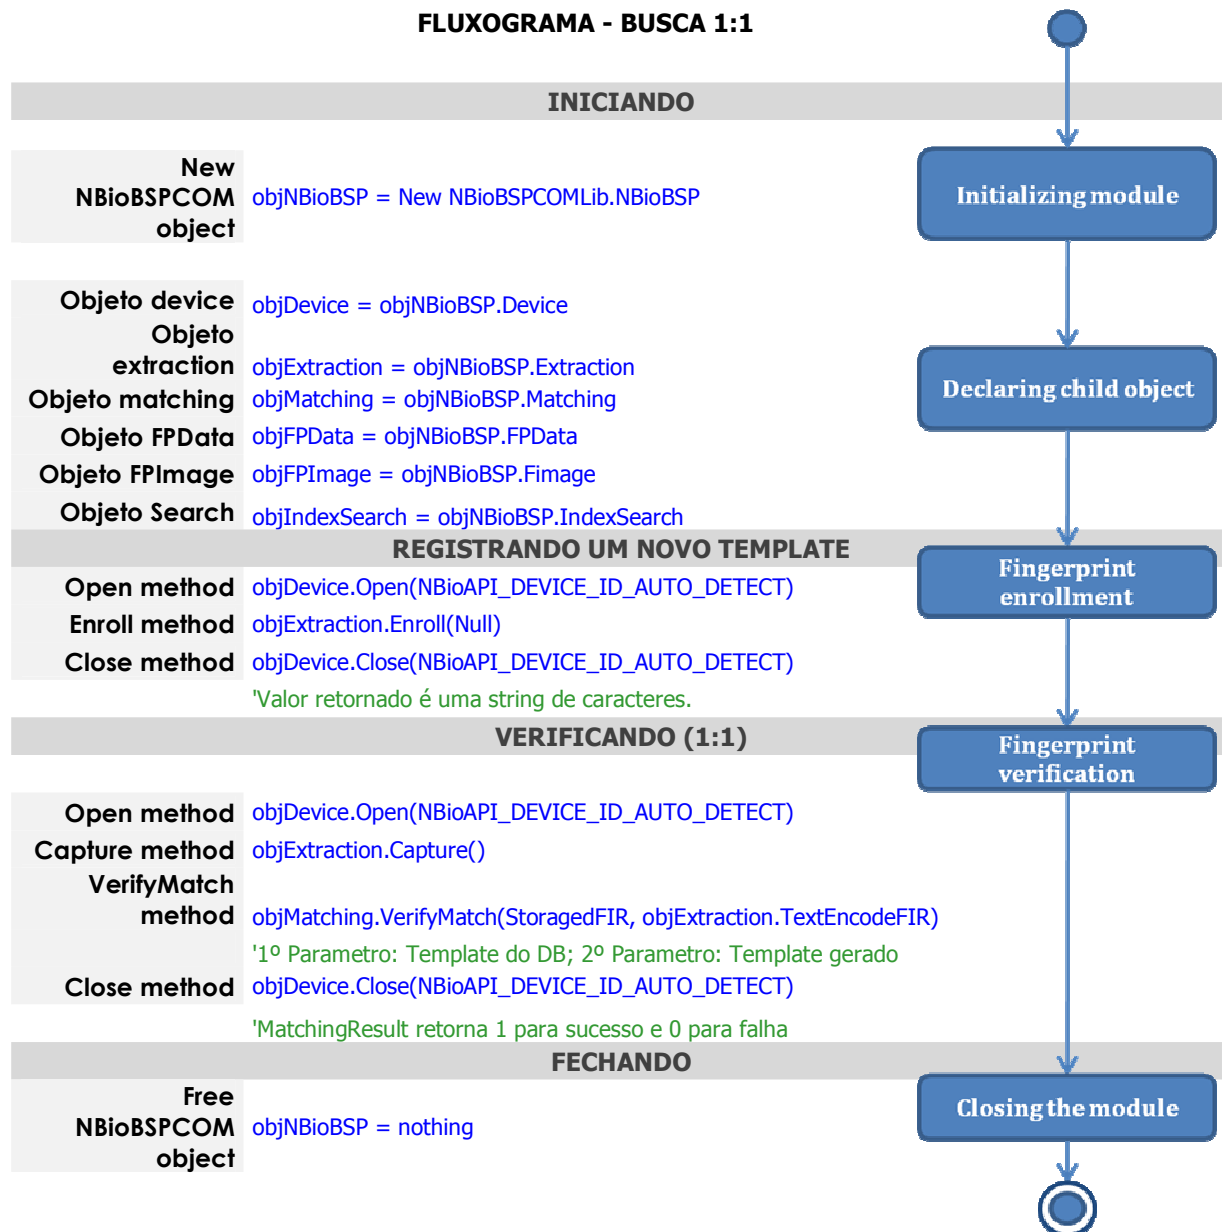 FLUXOGRAMA - BUSCA 1:1
INICIANDO
New
NBioBSPCOM
object
objNBioBSP = New NBioBSPCOMLib.NBioBSP
Initializing module
Objeto device
objDevice = objNBioBSP.Device
Objeto
extraction
objExtraction = objNBioBSP.Extraction
Objeto matching
objMatching = objNBioBSP.Matching
Declaring child object
Objeto FPData
objFPData = objNBioBSP.FPData
Objeto FPImage
objFPImage = objNBioBSP.Fimage
Objeto Search
objIndexSearch = objNBioBSP.IndexSearch
REGISTRANDO UM NOVO TEMPLATE
Fingerprint
enrollment
Open method
objDevice.Open(NBioAPI_DEVICE_ID_AUTO_DETECT)
Enroll method
objExtraction.Enroll(Null)
Close method
objDevice.Close(NBioAPI_DEVICE_ID_AUTO_DETECT)
'Valor retornado é uma string de caracteres.
VERIFICANDO (1:1)
Fingerprint
verification
Open method
objDevice.Open(NBioAPI_DEVICE_ID_AUTO_DETECT)
Capture method
objExtraction.Capture()
VerifyMatch
method
objMatching.VerifyMatch(StoragedFIR, objExtraction.TextEncodeFIR)
'1º Parametro: Template do DB; 2º Parametro: Template gerado
Close method
objDevice.Close(NBioAPI_DEVICE_ID_AUTO_DETECT)
'MatchingResult retorna 1 para sucesso e 0 para falha
FECHANDO
Free
NBioBSPCOM
object
objNBioBSP = nothing
Closing the module